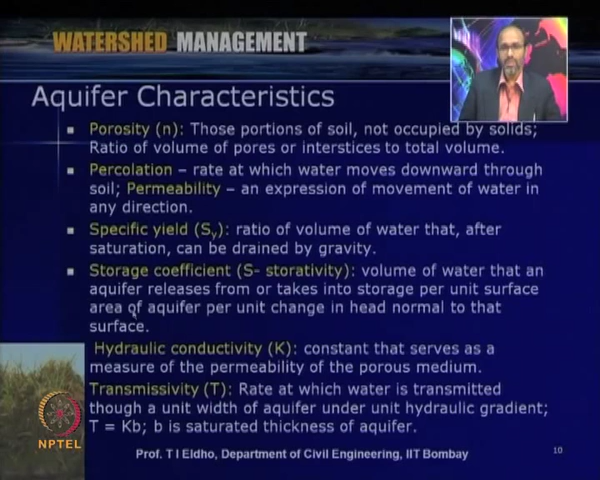 WATERSHED MANAGEMENT
Aquifer Characteristics
Porosity (n): Those portions of soil, not occupied by solids;
Ratio of volume of pores or interstices to total volume.
Percolation – rate at which water moves downward through
soil; Permeability – an expression of movement of water in
any direction.
Specific yield (Sy): ratio of volume of water that, after
saturation, can be drained by gravity.
Storage coefficient (S- storativity): volume of water that an
aquifer releases from or takes into storage per unit surface
area of aquifer per unit change in head normal to that
surface.
Hydraulic conductivity (K): constant that serves as a
measure of the permeability of the porous medium.
Transmissivity (T): Rate at which water is transmitted
though a unit width of aquifer under unit hydraulic gradient;
T = Kb; b is saturated thickness of aquifer.
NPTEL
Prof. T I Eldho, Department of Civil Engineering, IIT Bombay
10